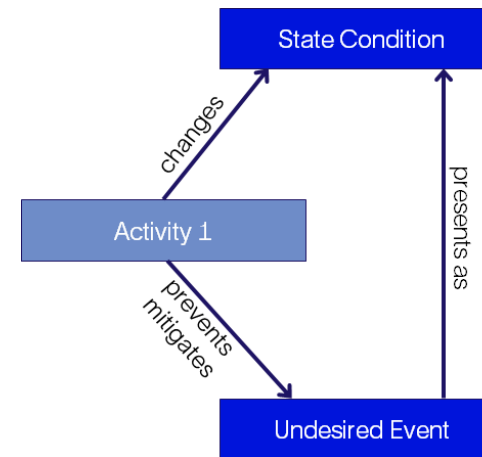 State Condition
changes
presents as
Activity 1
prevents
mitigates
Undesired Event